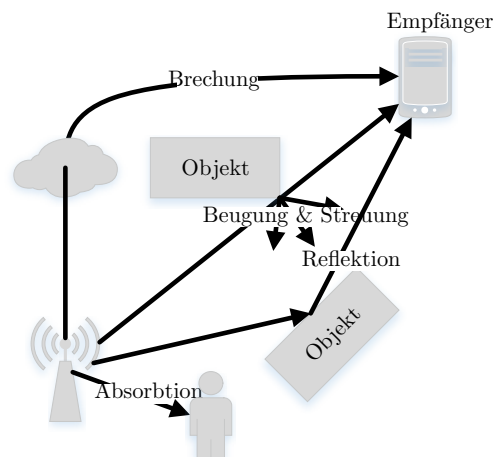 Empfänger
Brechung
Objekt
Beugung & Streuung
Reflektion
Objekt
Absorbtion